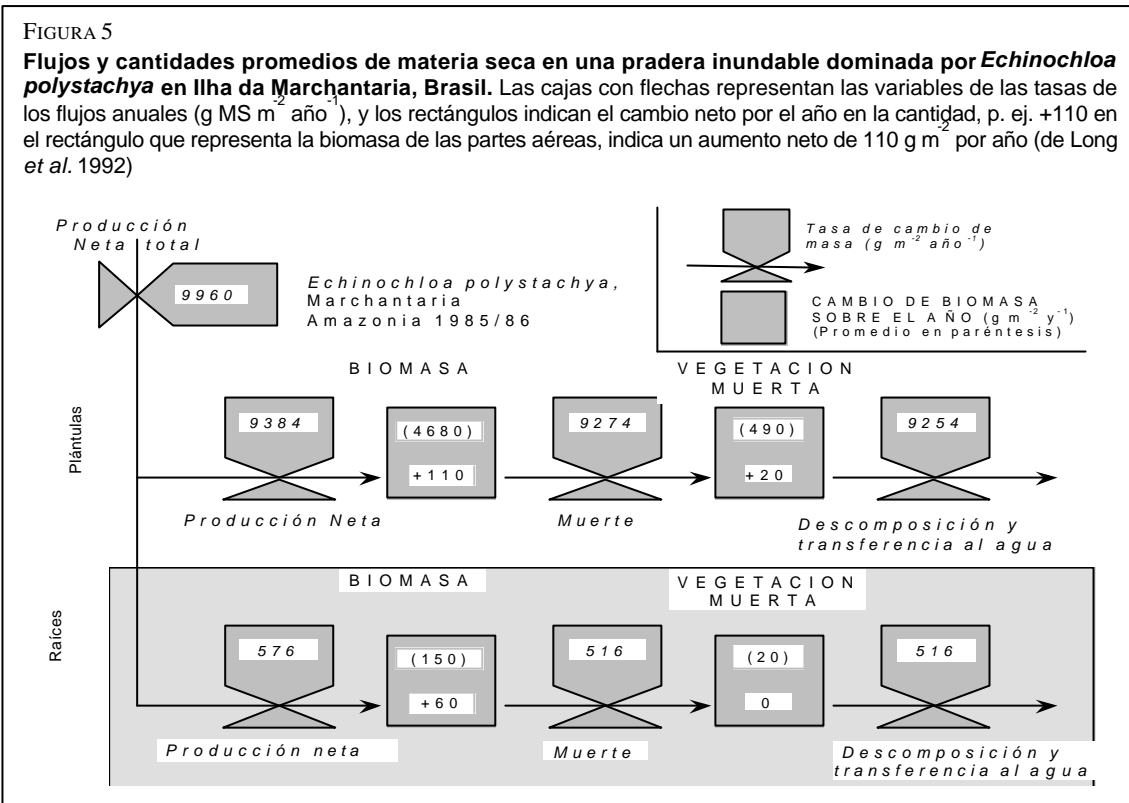 FIGURA 5
Flujos y cantidades promedios de materia seca en una pradera inundable dominada por Echinochloa
polystachya en Ilha da Marchantaria, Brasil. Las cajas con flechas representan las variables de las tasas de
los flujos anuales (g MS m-2 año-1), y los rectángulos indican el cambio neto por el año en la cantidad, p. ej. +110 en
el rectángulo que representa la biomasa de las partes aéreas, indica un aumento neto de 110 g m-2 por año (de Long
et al. 1992)
Producción
Neta total
9960
Echinochloa polystachya,
Marchantaria
Amazonia 1985/86
Tasa de cambio de
masa (g m-2 año-1)
CAMBIO DE BIOMASA
SOBRE EL AÑO (g m-2 y-1)
(Promedio en paréntesis)
BIOMASA
VEGETACION
MUERTA
Plántulas
9384
(4680)
+110
9274
(490)
+20
9254
Producción Neta
Muerte
Descomposición y
transferencia al agua
BIOMASA
VEGETACION
MUERTA
Raíces
576
(150)
+60
516
(20)
0
516
Producción neta
Muerte
Descomposición y
transferencia al agua